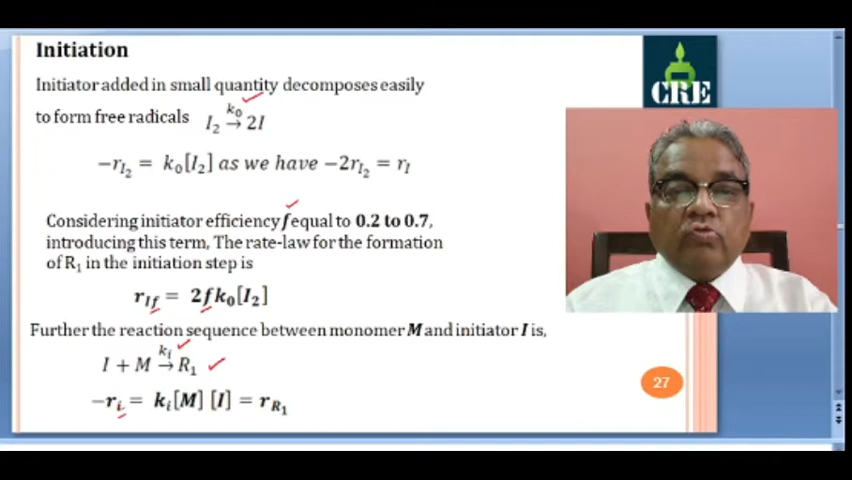 Initiation
Initiator added in small quantity decomposes easily
to form free radicals I₂ →k₀ 2I
−r_I₂ = k₀[I₂] as we have −2r_I₂ = r_I
Considering initiator efficiency f equal to 0.2 to 0.7,
introducing this term, The rate-law for the formation
of R₁ in the initiation step is
r_If = 2fk₀[I₂]
Further the reaction sequence between monomer M and initiator I is,
I + M →kᵢ R₁
−rᵢ = kᵢ[M] [I] = r_R₁
CRE
27